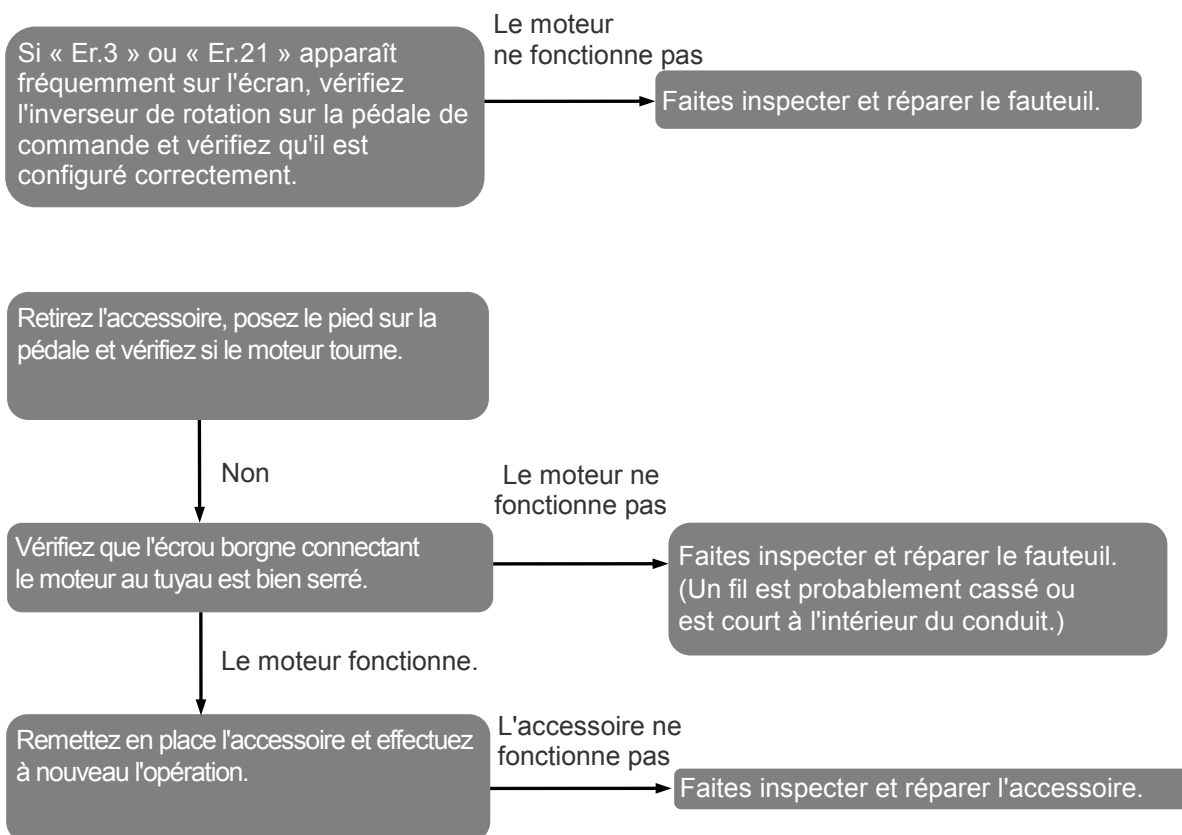 Le moteur
ne fonctionne pas
Si « Er.3 » ou « Er.21 » apparaît
fréquemment sur l'écran, vérifiez
l'inverseur de rotation sur la pédale de
commande et vérifiez qu'il est
configuré correctement.
Faites inspecter et réparer le fauteuil.
Retirez l'accessoire, posez le pied sur la
pédale et vérifiez si le moteur tourne.
Non
Le moteur ne
fonctionne pas
Vérifiez que l'écrou borgne connectant
le moteur au tuyau est bien serré.
Faites inspecter et réparer le fauteuil.
(Un fil est probablement cassé ou
est court à l'intérieur du conduit.)
Le moteur fonctionne.
L'accessoire ne
fonctionne pas
Remettez en place l'accessoire et effectuez
à nouveau l'opération.
Faites inspecter et réparer l'accessoire.